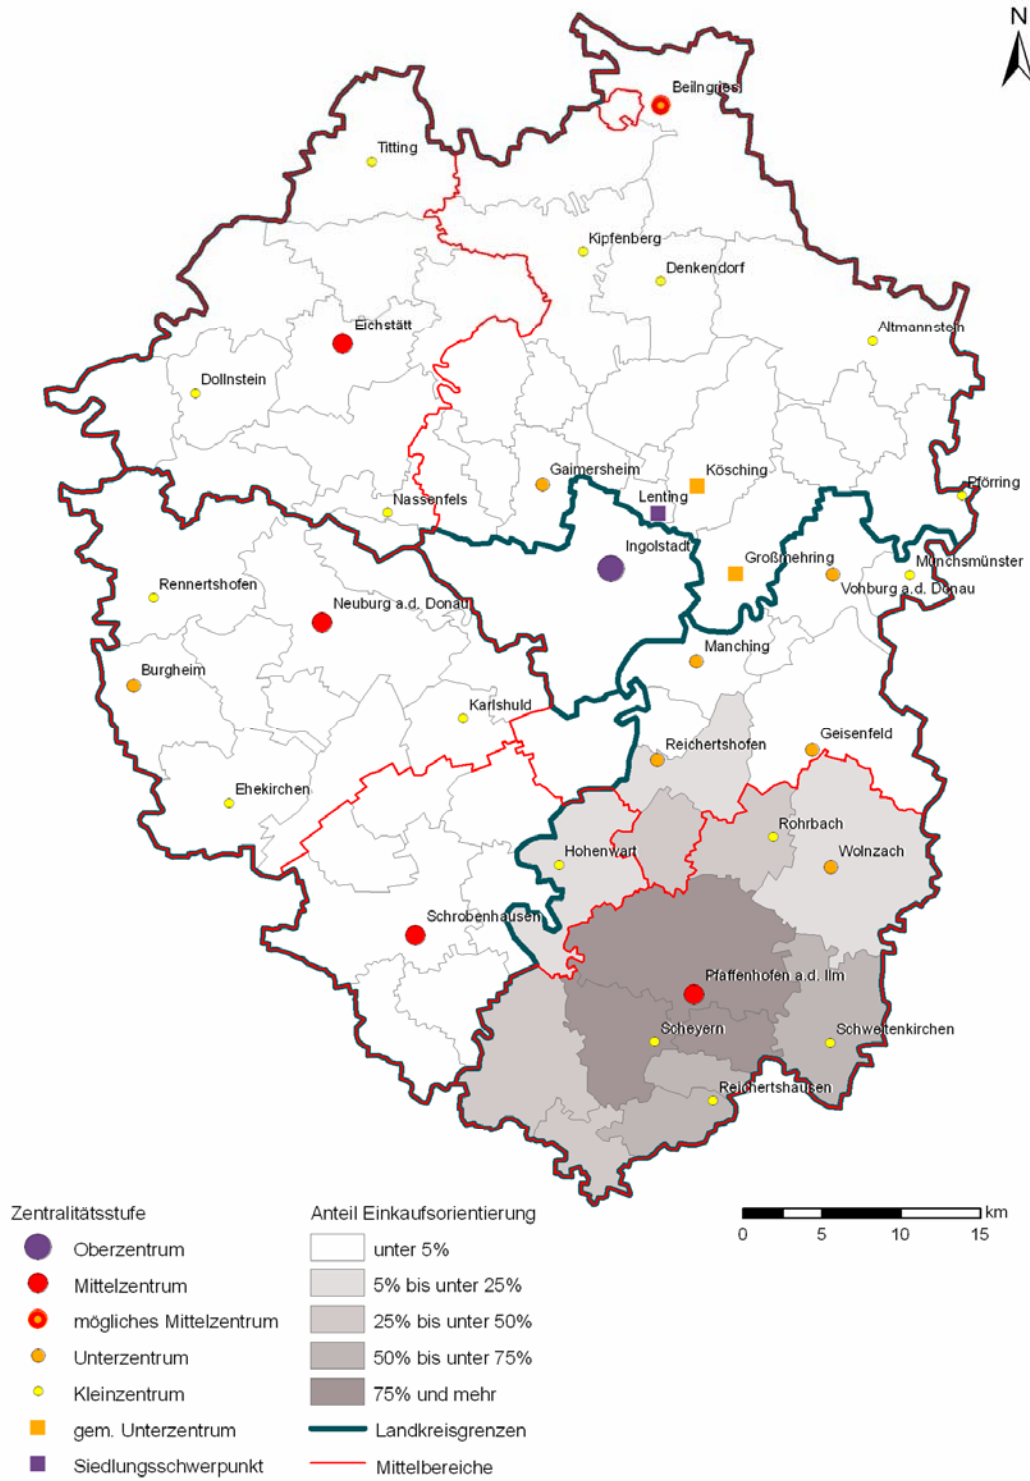 N
Beilngries
Titting
Kipfenberg
Denkendorf
Eichstätt
Altmannstein
Dollnstein
Gaimersheim
Kösching
Nassenfels
Lenting
Pförring
Ingolstadt
Großmehring
Münchsmünster
Rennertshofen
Vohburg a.d. Donau
Neuburg a.d. Donau
Manching
Burgheim
Karlshuld
Geisenfeld
Reichertshofen
Ehekirchen
Rohrbach
Hohenwart
Wolnzach
Schrobenhausen
Pfaffenhofen a.d. Ilm
Scheyern
Schweitenkirchen
Reichertshausen
Zentralitätsstufe
Oberzentrum
Mittelzentrum
mögliches Mittelzentrum
Unterzentrum
Kleinzentrum
gem. Unterzentrum
Siedlungsschwerpunkt
Anteil Einkaufsorientierung
unter 5%
5% bis unter 25%
25% bis unter 50%
50% bis unter 75%
75% und mehr
Landkreisgrenzen
Mittelbereiche
km
0 5 10 15